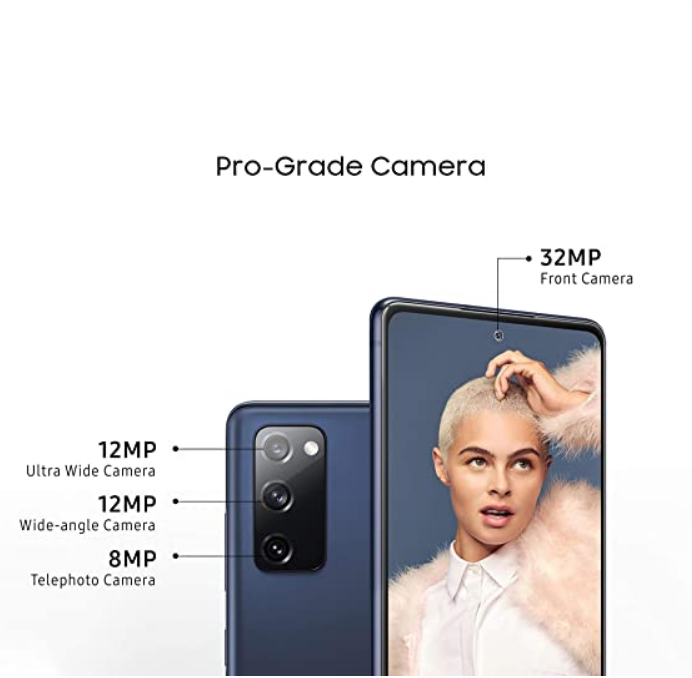 Pro-Grade Camera
32MP
Front Camera
12MP
Ultra Wide Camera
12MP
Wide-angle Camera
8MP
Telephoto Camera